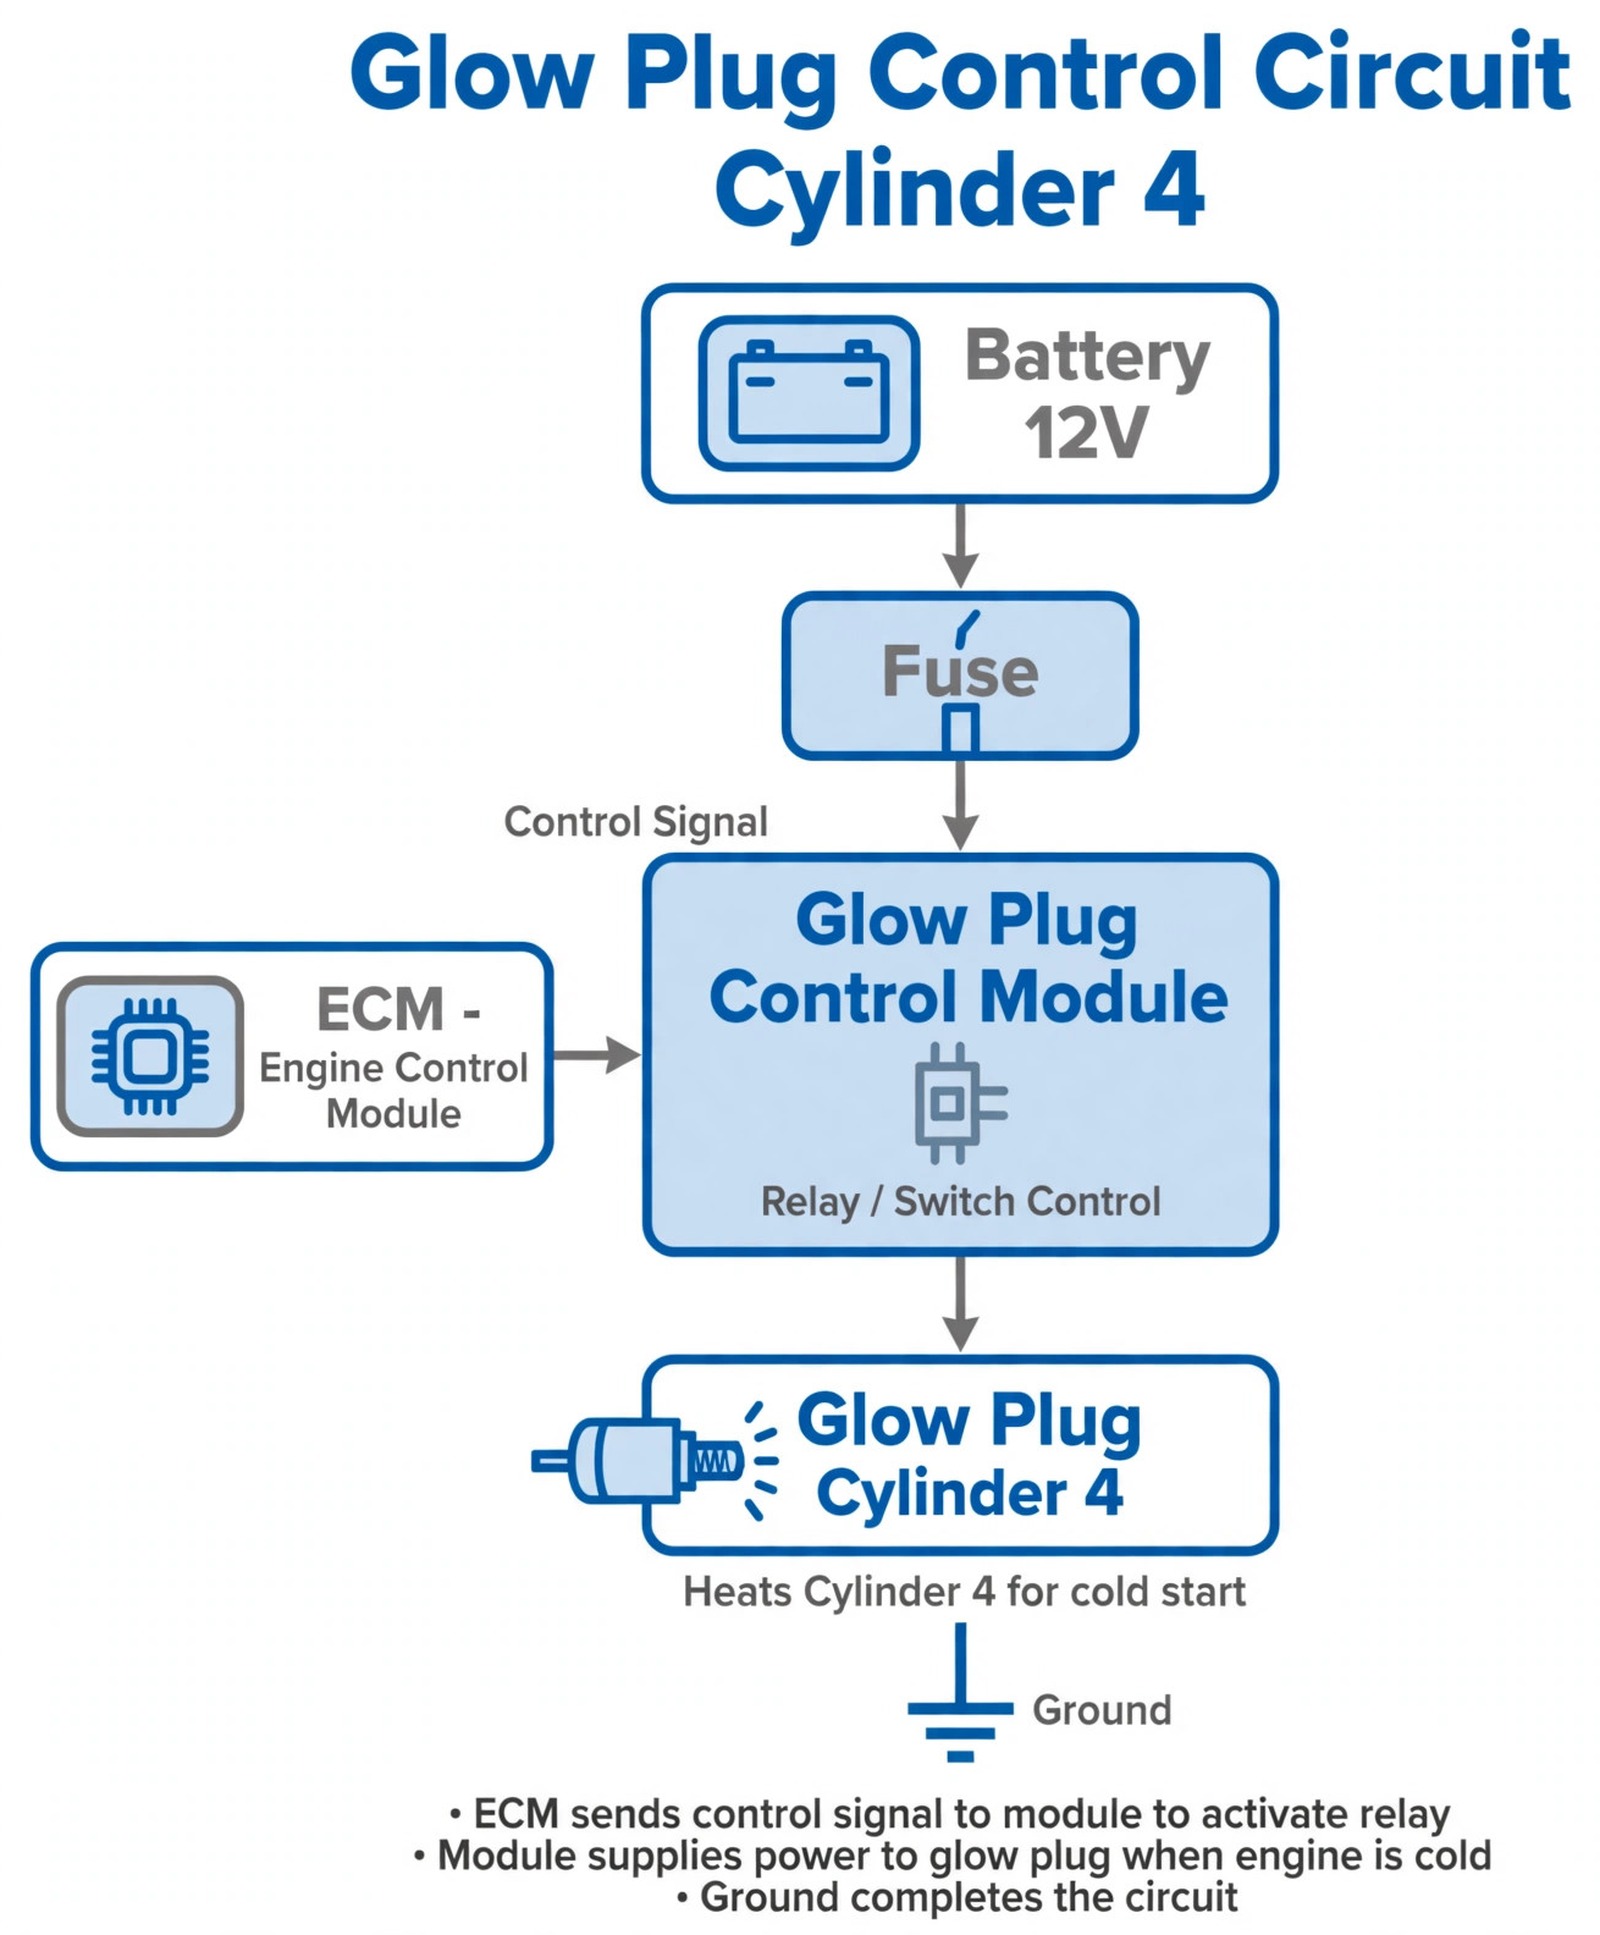 Glow Plug Control Circuit
Cylinder 4
Battery
12V
Fuse
Control Signal
Glow Plug
Control Module
Relay / Switch Control
ECM -
Engine Control
Module
Glow Plug
Cylinder 4
Heats Cylinder 4 for cold start
Ground
• ECM sends control signal to module to activate relay
• Module supplies power to glow plug when engine is cold
• Ground completes the circuit